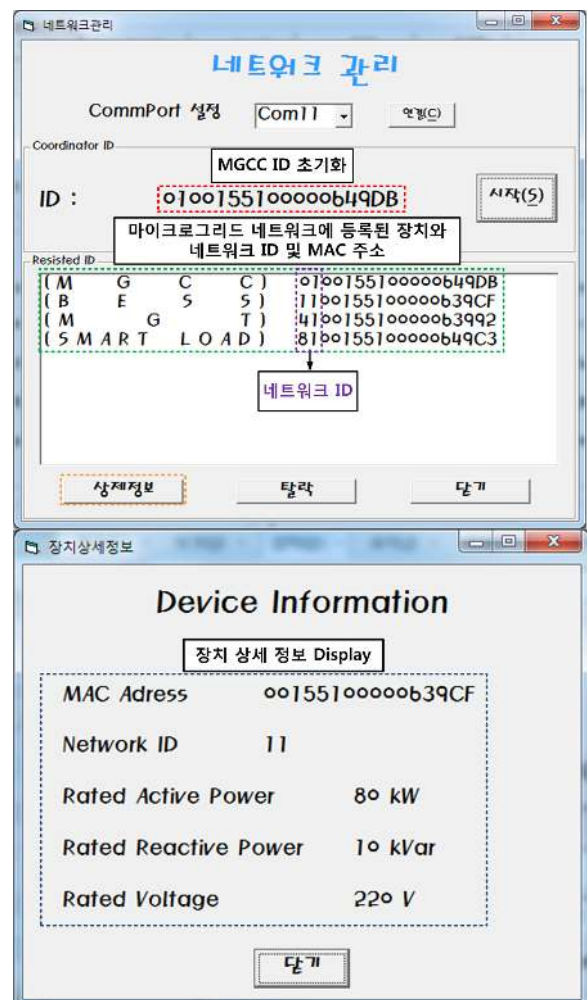 네트워크관리
네트워크 관리
CommPort 설정 Com11 연결(C)
Coordinator ID
MGCC ID 초기화
ID : 01001551000006649DB 시작(S)
마이크로그리드 네트워크에 등록된 장치와
네트워크 ID 및 MAC 주소
Resisted ID
(M G C C) 0100155100000649DB
(B E S S) 1100155100000639CF
(M G T) 410015510000063992
(SMART LOAD) 8100155100000649C3
네트워크 ID
상제정보 탈락 닫기
장치상세정보
Device Information
장치 상세 정보 Display
MAC Adress 00155100000639CF
Network ID 11
Rated Active Power 80 kW
Rated Reactive Power 10 kVar
Rated Voltage 220 V
닫기